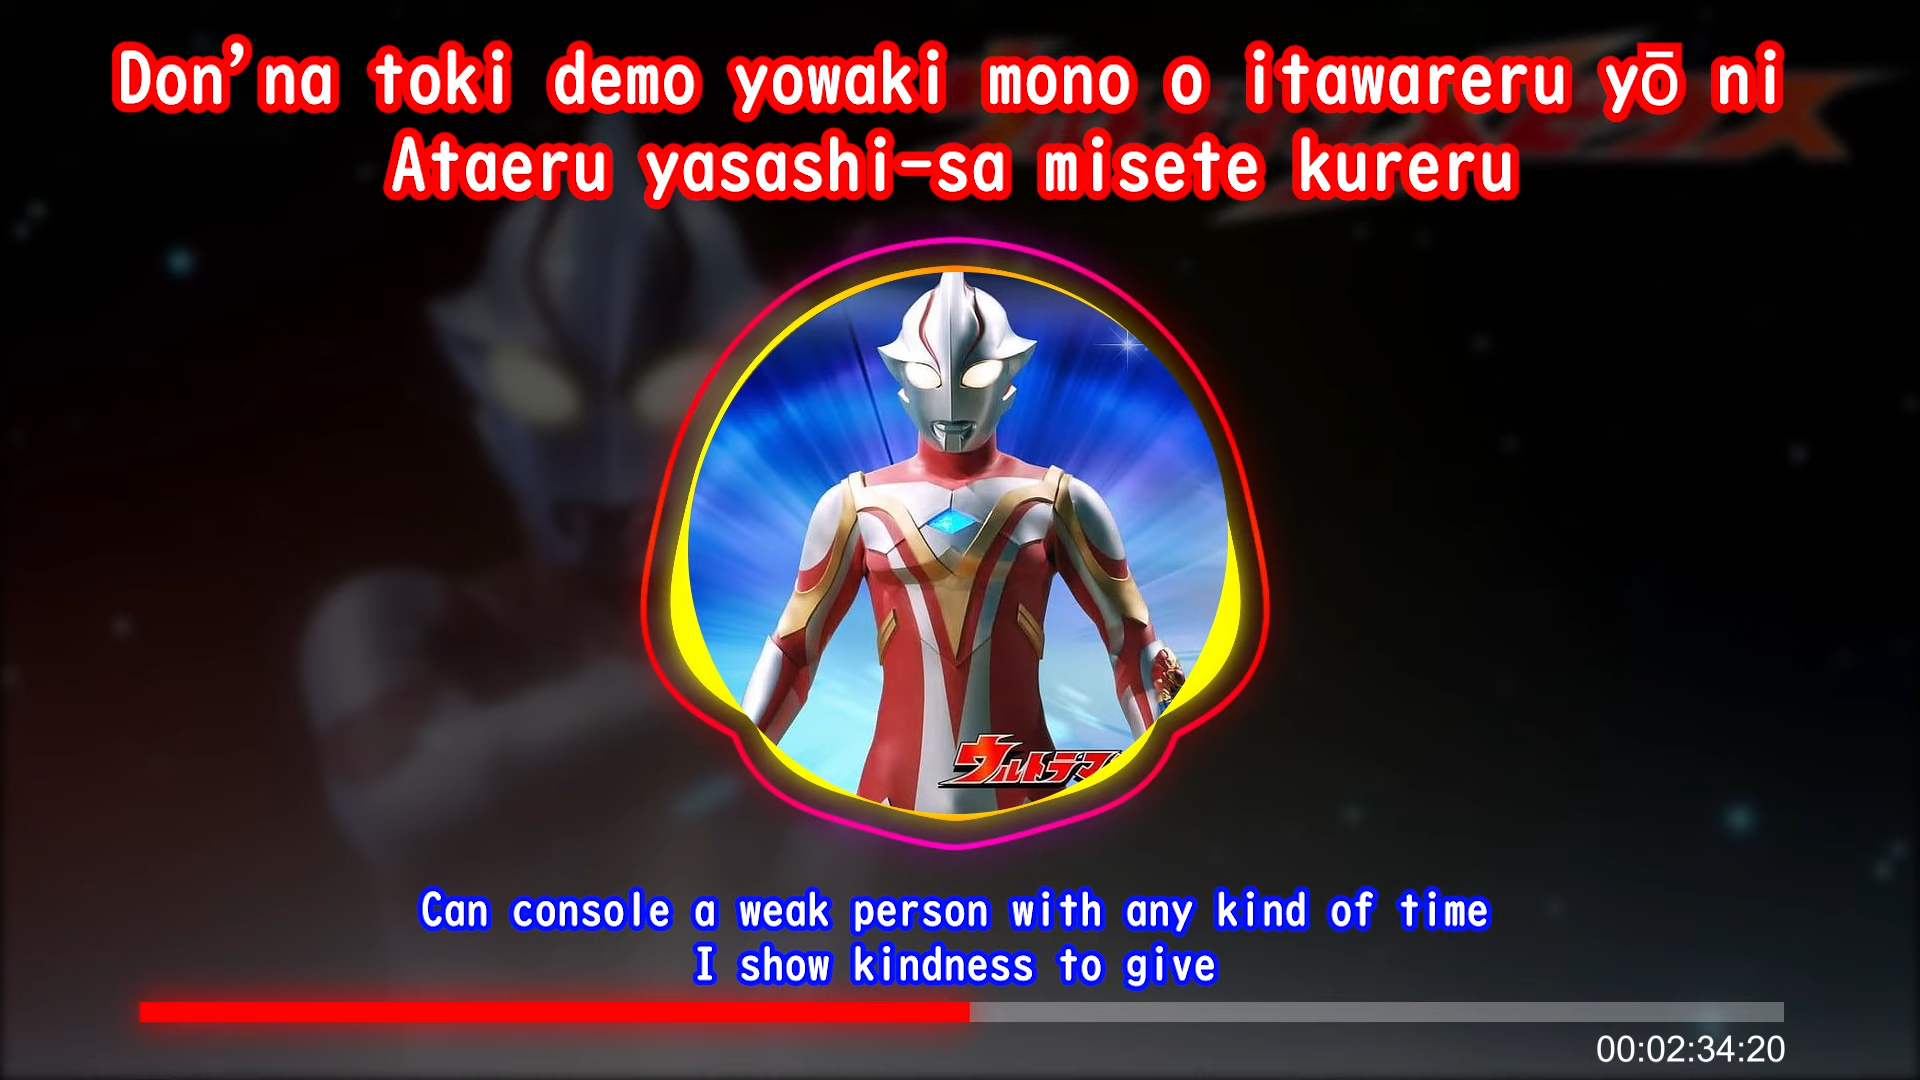 Don’na toki demo yowaki mono o itawareru yō ni
Ataeru yasashi-sa misete kureru
ウルトラマ
Can console a weak person with any kind of time
I show kindness to give
00:02:34:20